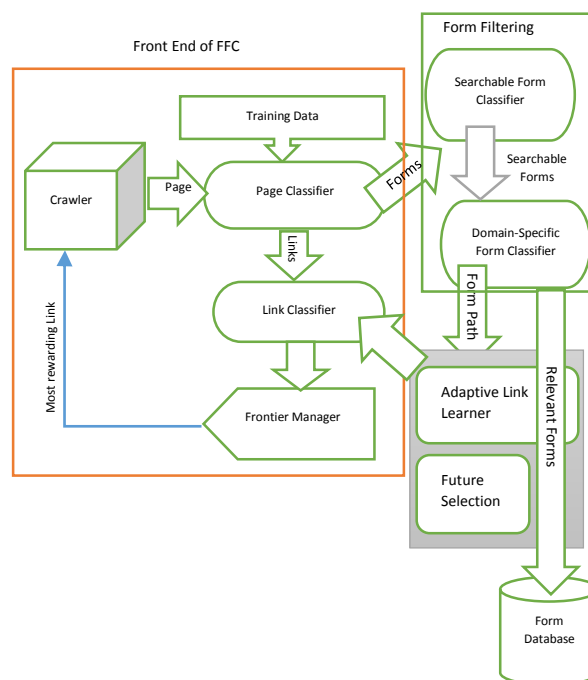 Front End of FFC
Form Filtering
Training Data
Searchable Form
Classifier
Crawler
Page
Page Classifier
Forms
Searchable
Forms
Links
Domain-Specific
Form Classifier
Link Classifier
Form Path
Most rewarding Link
Frontier Manager
Adaptive Link
Learner
Relevant Forms
Future
Selection
Form
Database